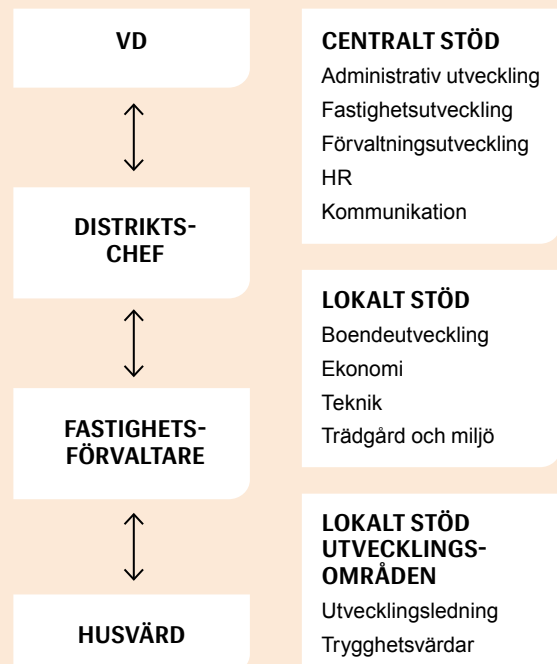 VD
DISTRIKTS-
CHEF
FASTIGHETS-
FÖRVALTARE
HUSVÄRD
CENTRALT STÖD
Administrativ utveckling
Fastighetsutveckling
Förvaltningsutveckling
HR
Kommunikation
LOKALT STÖD
Boendeutveckling
Ekonomi
Teknik
Trädgård och miljö
LOKALT STÖD
UTVECKLINGS-
OMRÅDEN
Utvecklingsledning
Trygghetsvärdar